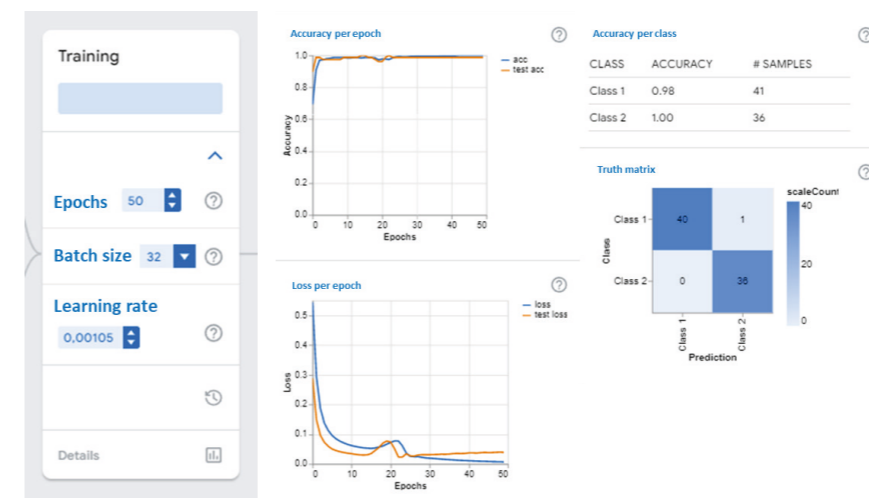 Training
Epochs 50
Batch size 32
Learning rate
0,00105
Details
Accuracy per epoch
1.0
0.8
0.6
0.4
0.2
0.0
Accuracy
0 10 20 30 40 50
Epochs
acc
test acc
Loss per epoch
0.5
0.4
0.3
0.2
0.1
0.0
Loss
0 10 20 30 40 50
Epochs
loss
test loss
Accuracy per class
CLASS ACCURACY # SAMPLES
Class 1 0.98 41
Class 2 1.00 36
Truth matrix
Class
Class 1 40 1
Class 2 0 36
Class 1 Class 2
Prediction
scaleCount
40
20
0